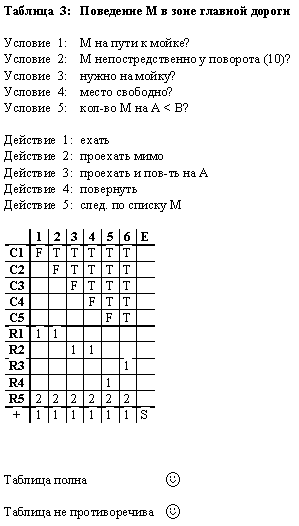 Таблица 3: Поведение М в зоне главной дороги
Условие 1: М на пути к мойке?
Условие 2: М непостредственно у поворота (10)?
Условие 3: нужно на мойку?
Условие 4: место свободно?
Условие 5: кол-во М на А < В?
Действие 1: ехать
Действие 2: проехать мимо
Действие 3: проехать и пов-ть на А
Действие 4: повернуть
Действие 5: след. по списку М
1 2 3 4 5 6 E
C1 F T T T T T
C2 F T T T T
C3 F T T T
C4 F T T
C5 F T
R1 1 1
R2 1 1
R3 1
R4 1
R5 2 2 2 2 2 2
+ 1 1 1 1 1 1 S
Таблица полна
Таблица не противоречива